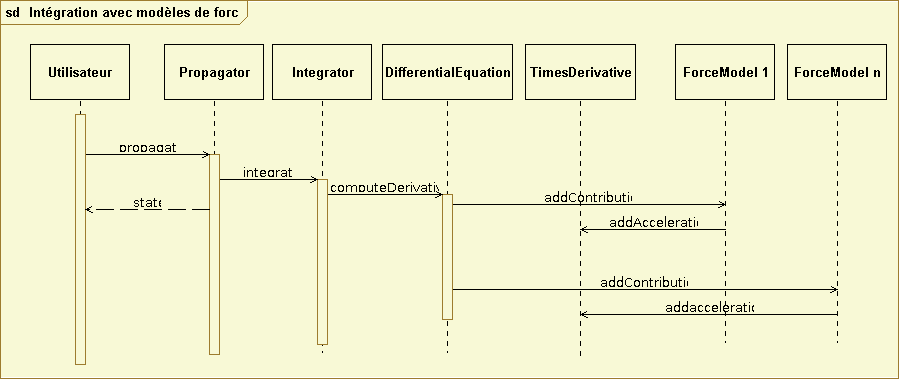 sd Intégration avec modèles de forc
Utilisateur
Propagator
Integrator
DifferentialEquation
TimesDerivative
ForceModel 1
ForceModel n
propagat
integrat
computeDerivati
addContributi
state
addAccelerati
addContributi
addaccelerati